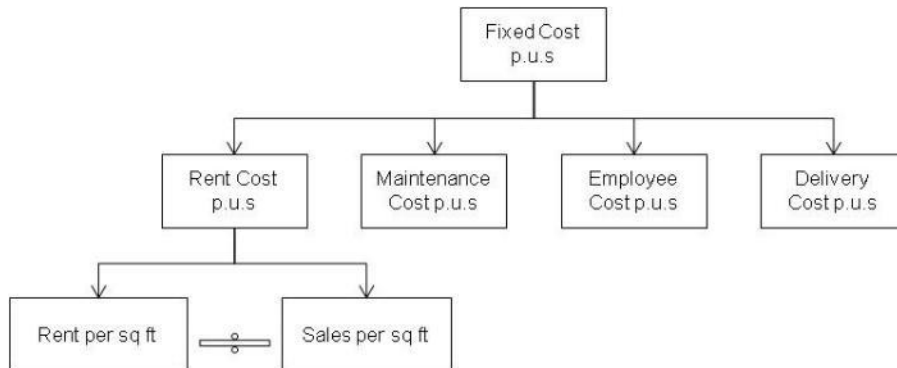 Fixed Cost
p.u.s
Rent Cost
p.u.s
Maintenance
Cost p.u.s
Employee
Cost p.u.s
Delivery
Cost p.u.s
Rent per sq ft
Sales per sq ft